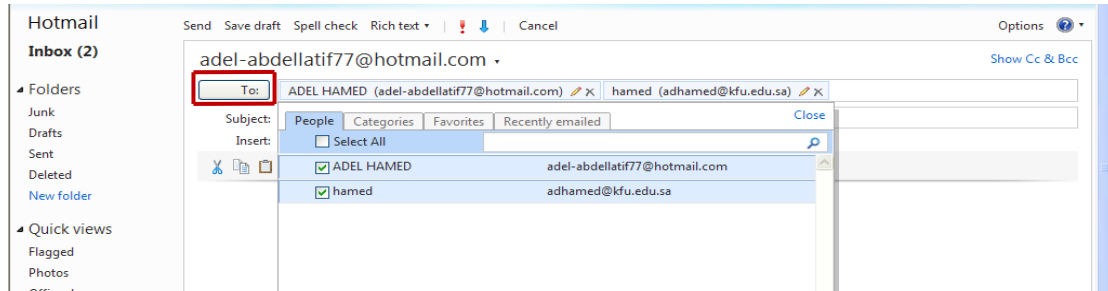 Hotmail
Inbox (2)
Folders
Junk
Drafts
Sent
Deleted
New folder
Quick views
Flagged
Photos
Send Save draft Spell check Rich text Cancel Options
adel-abdellatif77@hotmail.com Show Cc & Bcc
To: ADEL HAMED (adel-abdellatif77@hotmail.com) hamed (adhamed@kfu.edu.sa)
Subject:
Insert:
People Categories Favorites Recently emailed Close
Select All
ADEL HAMED adel-abdellatif77@hotmail.com
hamed adhamed@kfu.edu.sa